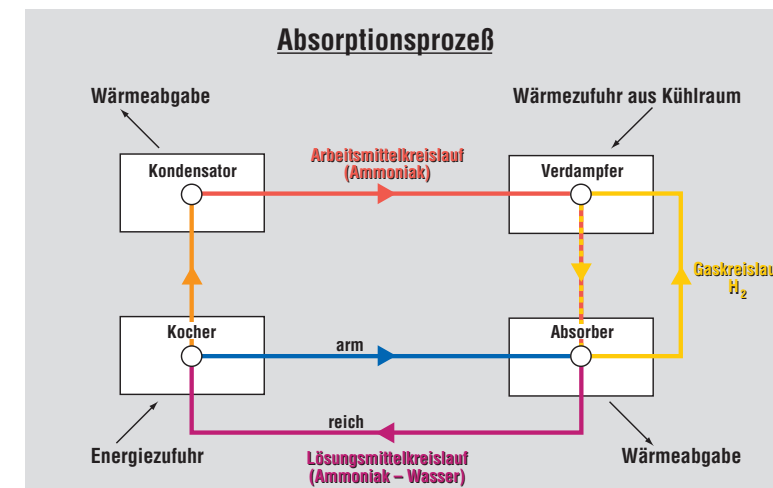 Absorptionsprozeß
Wärmeabgabe
Wärmezufuhr aus Kühlraum
Kondensator
Arbeitsmittelkreislauf
(Ammoniak)
Verdampfer
Gaskreislau
H₂
Kocher
arm
Absorber
reich
Energiezufuhr
Lösungsmittelkreislauf
(Ammoniak – Wasser)
Wärmeabgabe